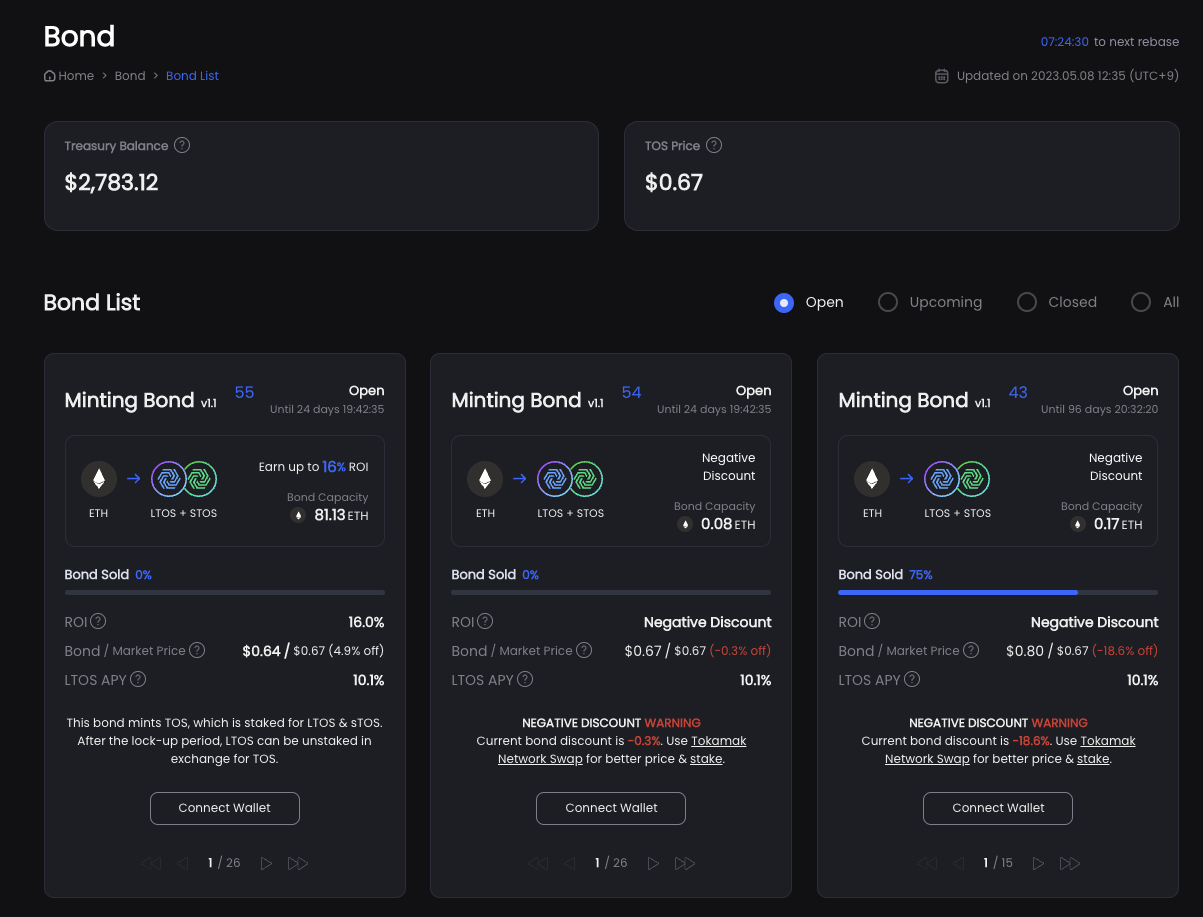 Bond
07:24:30 to next rebase
Home > Bond > Bond List
Updated on 2023.05.08 12:35 (UTC+9)
Treasury Balance ?
$2,783.12
TOS Price ?
$0.67
Bond List
Open
Upcoming
Closed
All
Minting Bond v1.1
55
Open
Until 24 days 19:42:35
ETH
LTOS + STOS
Earn up to 16% ROI
Bond Capacity
81.13 ETH
Bond Sold 0%
ROI ? 16.0%
Bond / Market Price ? $0.64 / $0.67 (4.9% off)
LTOS APY ? 10.1%
This bond mints TOS, which is staked for LTOS & sTOS.
After the lock-up period, LTOS can be unstaked in
exchange for TOS.
Connect Wallet
1 / 26
Minting Bond v1.1
54
Open
Until 24 days 19:42:35
ETH
LTOS + STOS
Negative
Discount
Bond Capacity
0.08 ETH
Bond Sold 0%
ROI ? Negative Discount
Bond / Market Price ? $0.67 / $0.67 (-0.3% off)
LTOS APY ? 10.1%
NEGATIVE DISCOUNT WARNING
Current bond discount is -0.3%. Use Tokamak
Network Swap for better price & stake.
Connect Wallet
1 / 26
Minting Bond v1.1
43
Open
Until 96 days 20:32:20
ETH
LTOS + STOS
Negative
Discount
Bond Capacity
0.17 ETH
Bond Sold 75%
ROI ? Negative Discount
Bond / Market Price ? $0.80 / $0.67 (-18.6% off)
LTOS APY ? 10.1%
NEGATIVE DISCOUNT WARNING
Current bond discount is -18.6%. Use Tokamak
Network Swap for better price & stake.
Connect Wallet
1 / 15